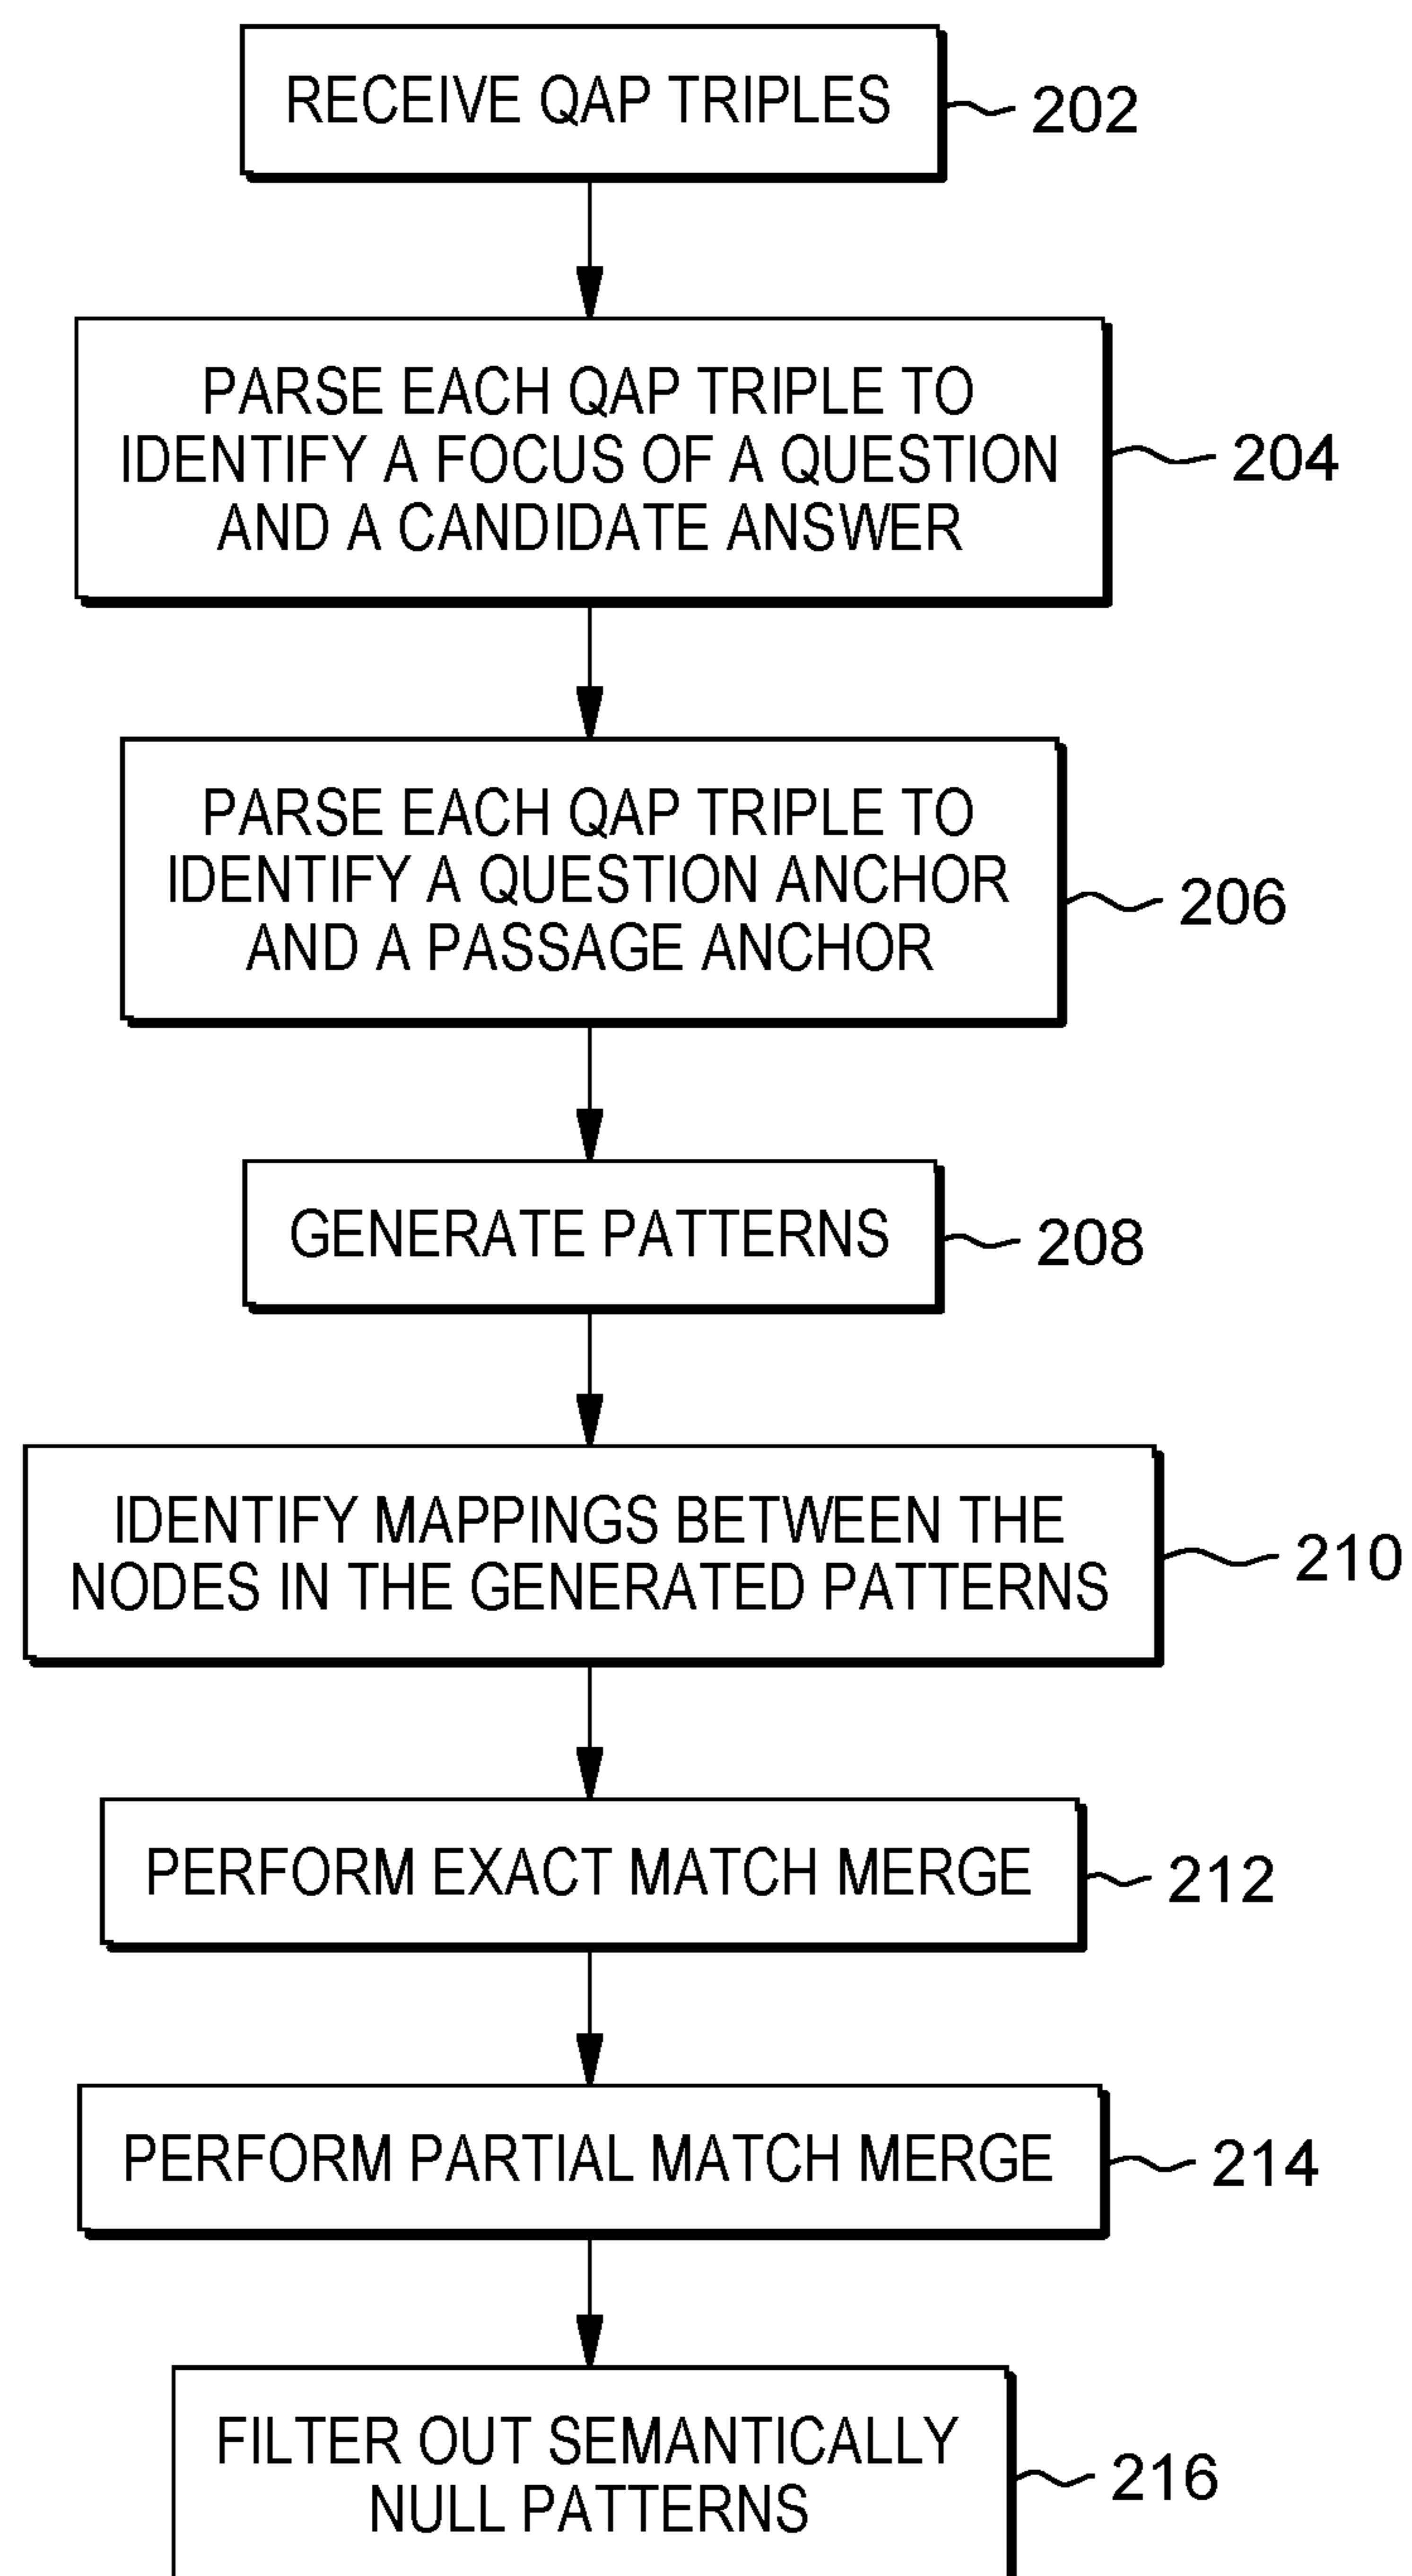 RECEIVE QAP TRIPLES
202
PARSE EACH QAP TRIPLE TO
IDENTIFY A FOCUS OF A QUESTION
AND A CANDIDATE ANSWER
204
PARSE EACH QAP TRIPLE TO
IDENTIFY A QUESTION ANCHOR
AND A PASSAGE ANCHOR
206
GENERATE PATTERNS
208
IDENTIFY MAPPINGS BETWEEN THE
NODES IN THE GENERATED PATTERNS
210
PERFORM EXACT MATCH MERGE
212
PERFORM PARTIAL MATCH MERGE
214
FILTER OUT SEMANTICALLY
NULL PATTERNS
216